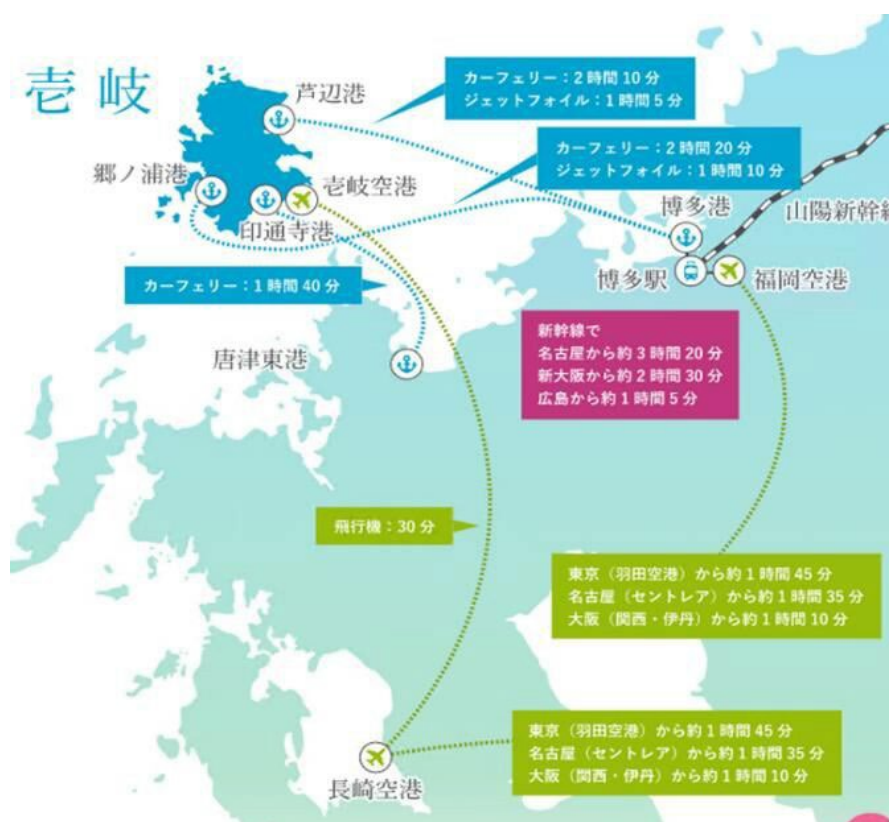 壱岐
芦辺港
カーフェリー：2時間10分
ジェットフォイル：1時間5分
カーフェリー：2時間20分
ジェットフォイル：1時間10分
郷ノ浦港
壱岐空港
印通寺港
博多港
山陽新幹線
博多駅
福岡空港
カーフェリー：1時間40分
唐津東港
新幹線で
名古屋から約3時間20分
新大阪から約2時間30分
広島から約1時間5分
飛行機：30分
東京（羽田空港）から約1時間45分
名古屋（セントレア）から約1時間35分
大阪（関西・伊丹）から約1時間10分
東京（羽田空港）から約1時間45分
名古屋（セントレア）から約1時間35分
大阪（関西・伊丹）から約1時間10分
長崎空港